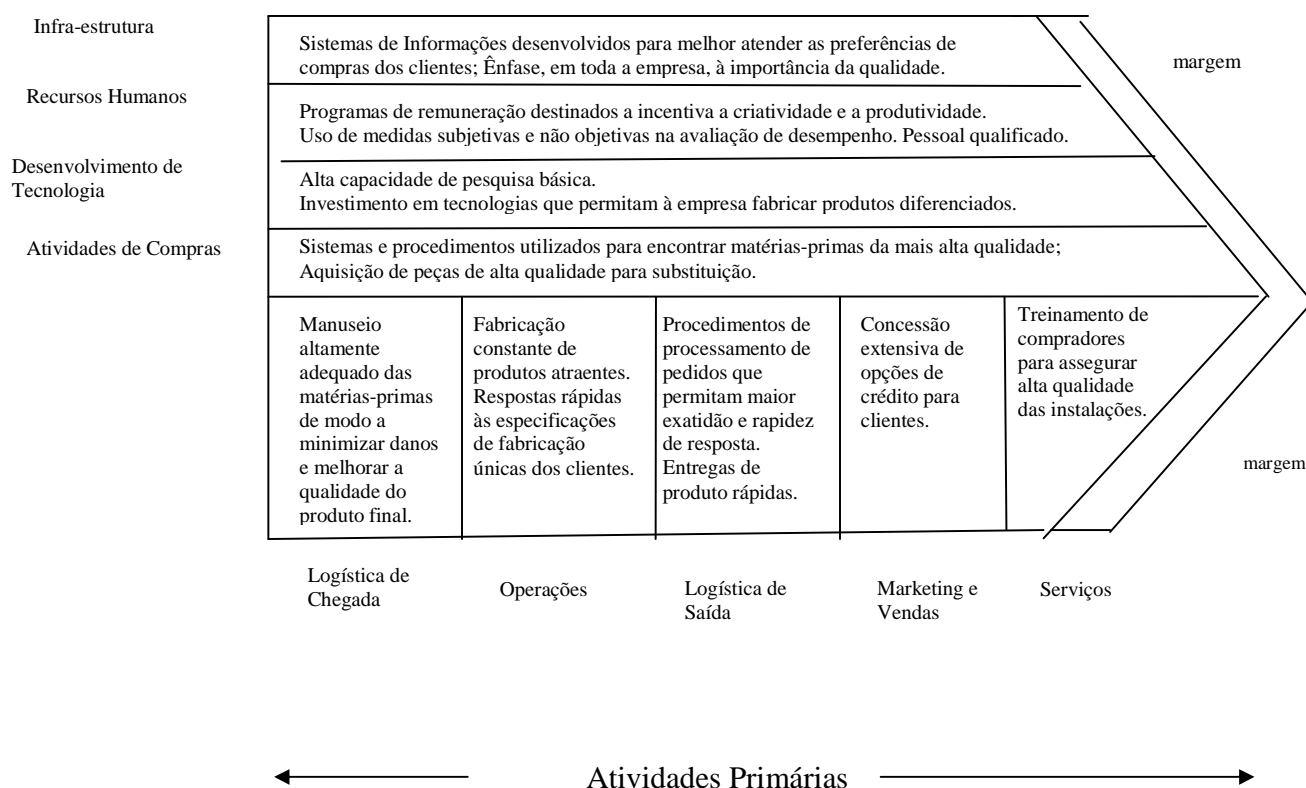 Infra-estrutura
Sistemas de Informações desenvolvidos para melhor atender as preferências de
compras dos clientes; Ênfase, em toda a empresa, à importância da qualidade.
margem
Recursos Humanos
Programas de remuneração destinados a incentiva a criatividade e a produtividade.
Uso de medidas subjetivas e não objetivas na avaliação de desempenho. Pessoal qualificado.
Desenvolvimento de
Tecnologia
Alta capacidade de pesquisa básica.
Investimento em tecnologias que permitam à empresa fabricar produtos diferenciados.
Atividades de Compras
Sistemas e procedimentos utilizados para encontrar matérias-primas da mais alta qualidade;
Aquisição de peças de alta qualidade para substituição.
Manuseio
altamente
adequado das
matérias-primas
de modo a
minimizar danos
e melhorar a
qualidade do
produto final.
Fabricação
constante de
produtos atraentes.
Respostas rápidas
às especificações
de fabricação
únicas dos clientes.
Procedimentos de
processamento de
pedidos que
permitam maior
exatidão e rapidez
de resposta.
Entregas de
produto rápidas.
Concessão
extensiva de
opções de
crédito para
clientes.
Treinamento de
compradores
para assegurar
alta qualidade
das instalações.
margem
Logística de
Chegada
Operações
Logística de
Saída
Marketing e
Vendas
Serviços
Atividades Primárias